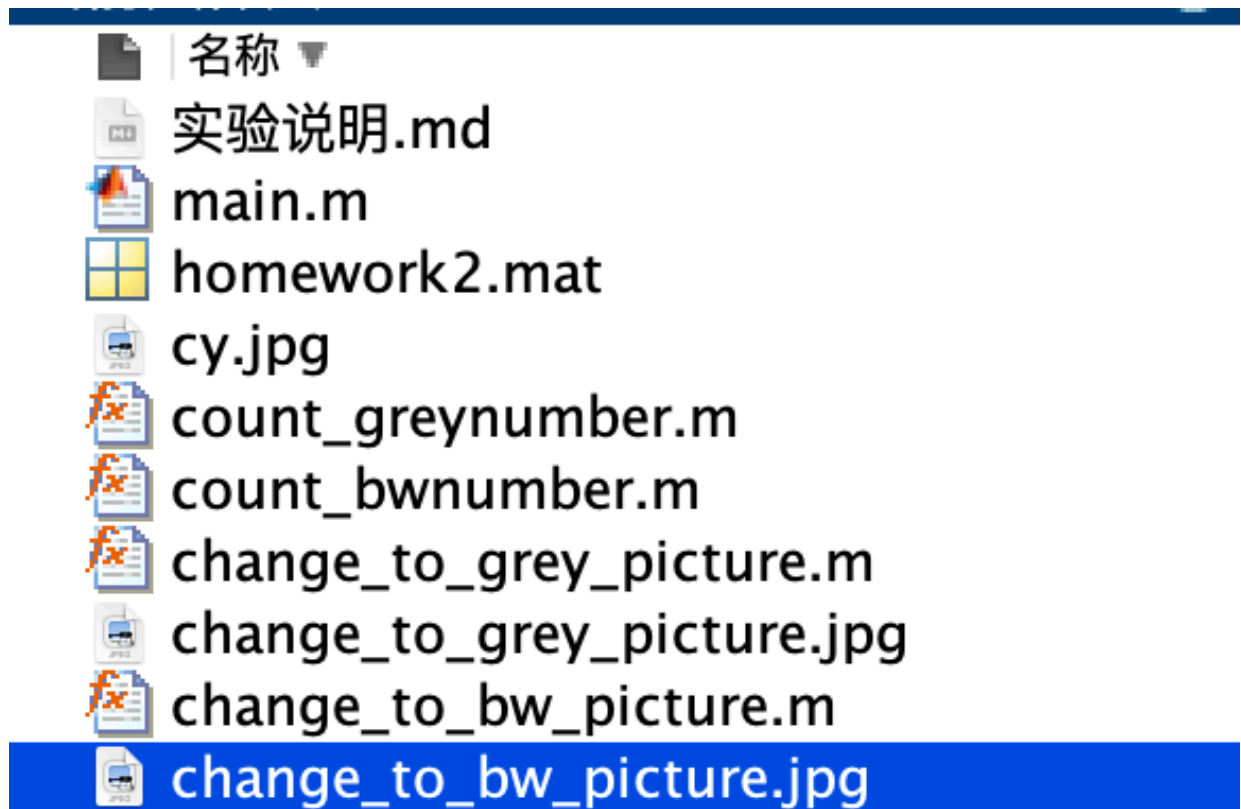 名称
实验说明.md
main.m
homework2.mat
cy.jpg
count_greynumber.m
count_bwnumber.m
change_to_grey_picture.m
change_to_grey_picture.jpg
change_to_bw_picture.m
change_to_bw_picture.jpg